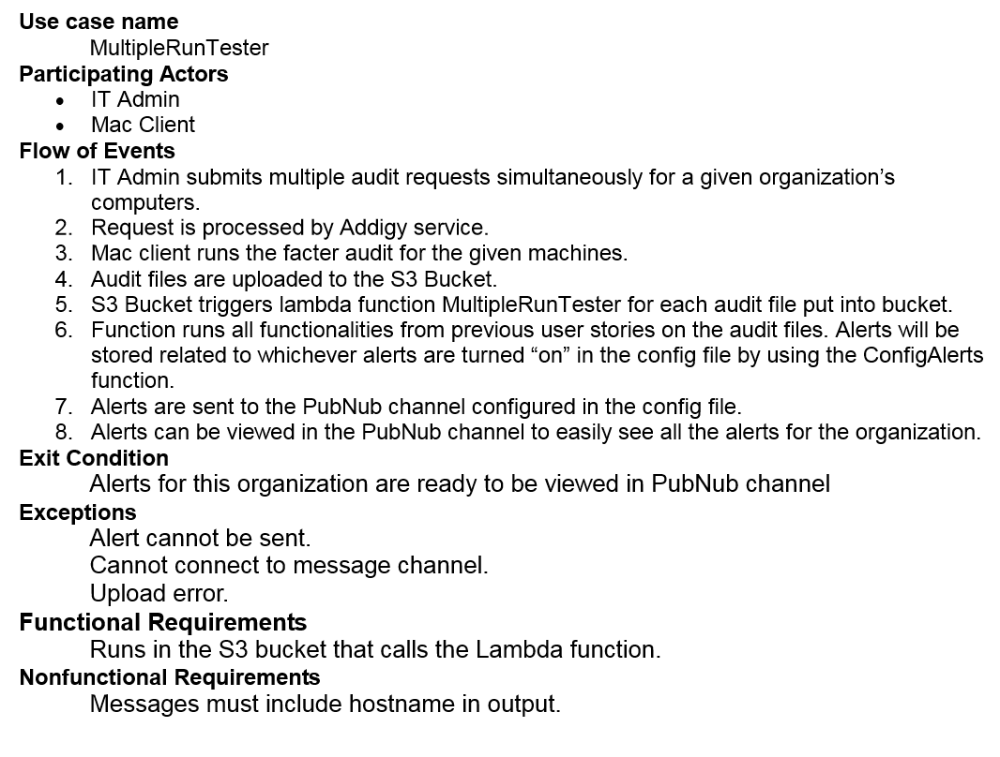 Use case name
MultipleRunTester
Participating Actors
• IT Admin
• Mac Client
Flow of Events
1. IT Admin submits multiple audit requests simultaneously for a given organization’s
computers.
2. Request is processed by Addigy service.
3. Mac client runs the facter audit for the given machines.
4. Audit files are uploaded to the S3 Bucket.
5. S3 Bucket triggers lambda function MultipleRunTester for each audit file put into bucket.
6. Function runs all functionalities from previous user stories on the audit files. Alerts will be
stored related to whichever alerts are turned “on” in the config file by using the ConfigAlerts
function.
7. Alerts are sent to the PubNub channel configured in the config file.
8. Alerts can be viewed in the PubNub channel to easily see all the alerts for the organization.
Exit Condition
Alerts for this organization are ready to be viewed in PubNub channel
Exceptions
Alert cannot be sent.
Cannot connect to message channel.
Upload error.
Functional Requirements
Runs in the S3 bucket that calls the Lambda function.
Nonfunctional Requirements
Messages must include hostname in output.